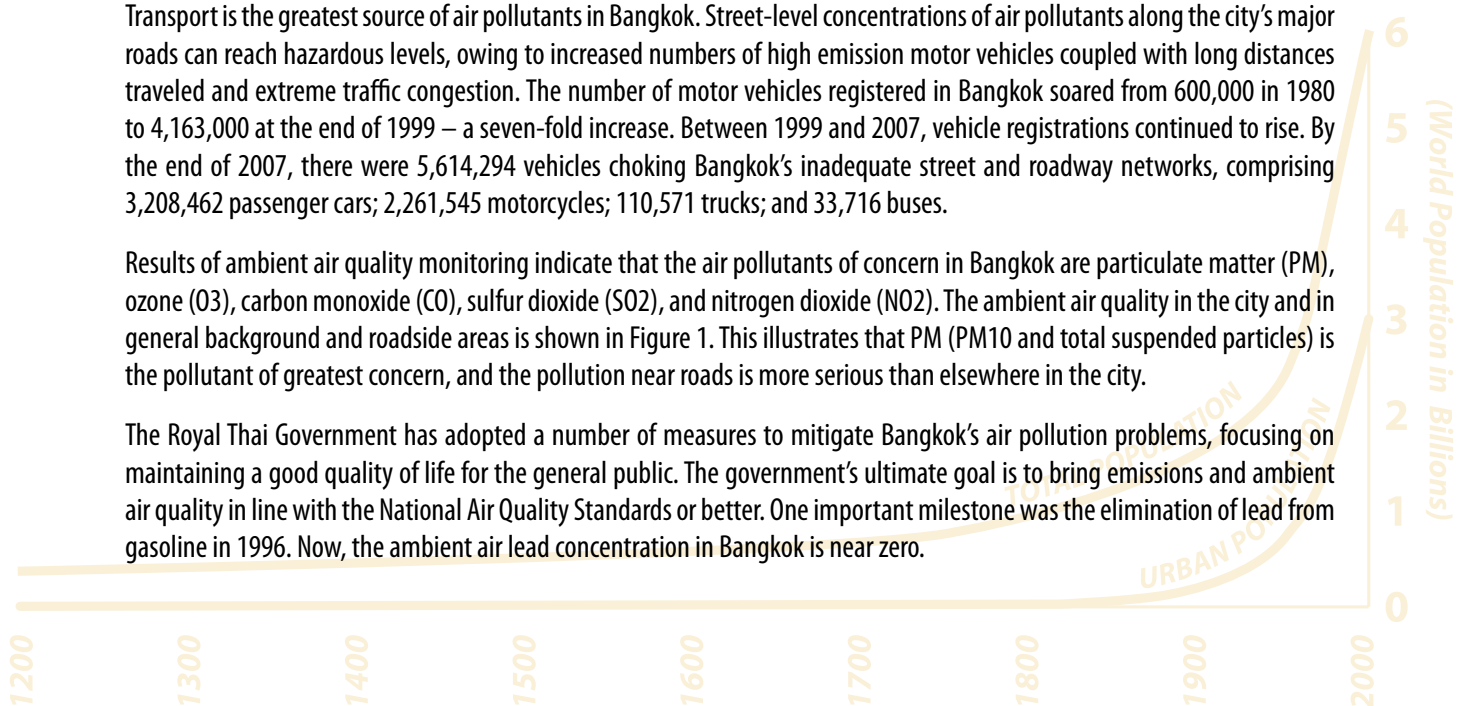 Transport is the greatest source of air pollutants in Bangkok. Street-level concentrations of air pollutants along the city’s major
roads can reach hazardous levels, owing to increased numbers of high emission motor vehicles coupled with long distances
traveled and extreme traffic congestion. The number of motor vehicles registered in Bangkok soared from 600,000 in 1980
to 4,163,000 at the end of 1999 – a seven-fold increase. Between 1999 and 2007, vehicle registrations continued to rise. By
the end of 2007, there were 5,614,294 vehicles choking Bangkok’s inadequate street and roadway networks, comprising
3,208,462 passenger cars; 2,261,545 motorcycles; 110,571 trucks; and 33,716 buses.
Results of ambient air quality monitoring indicate that the air pollutants of concern in Bangkok are particulate matter (PM),
ozone (O3), carbon monoxide (CO), sulfur dioxide (SO2), and nitrogen dioxide (NO2). The ambient air quality in the city and in
general background and roadside areas is shown in Figure 1. This illustrates that PM (PM10 and total suspended particles) is
the pollutant of greatest concern, and the pollution near roads is more serious than elsewhere in the city.
The Royal Thai Government has adopted a number of measures to mitigate Bangkok’s air pollution problems, focusing on
maintaining a good quality of life for the general public. The government’s ultimate goal is to bring emissions and ambient
air quality in line with the National Air Quality Standards or better. One important milestone was the elimination of lead from
gasoline in 1996. Now, the ambient air lead concentration in Bangkok is near zero.
6
5
4
3
2
1
0
(World Population in Billions)
TOTAL POPULATION
URBAN POPULATION
1200
1300
1400
1500
1600
1700
1800
1900
2000